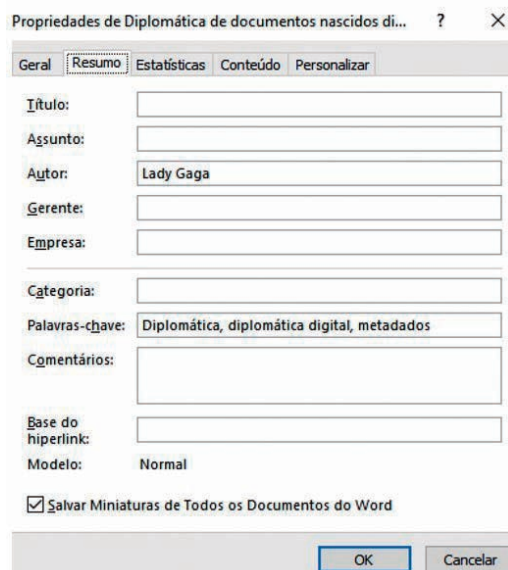 Propriedades de Diplomática de documentos nascidos di... ? ×
Geral Resumo Estatísticas Conteúdo Personalizar
Título:
Assunto:
Autor: Lady Gaga
Gerente:
Empresa:
Categoria:
Palavras-chave: Diplomática, diplomática digital, metadados
Comentários:
Base do
hiperlink:
Modelo: Normal
Salvar Miniaturas de Todos os Documentos do Word
OK Cancelar